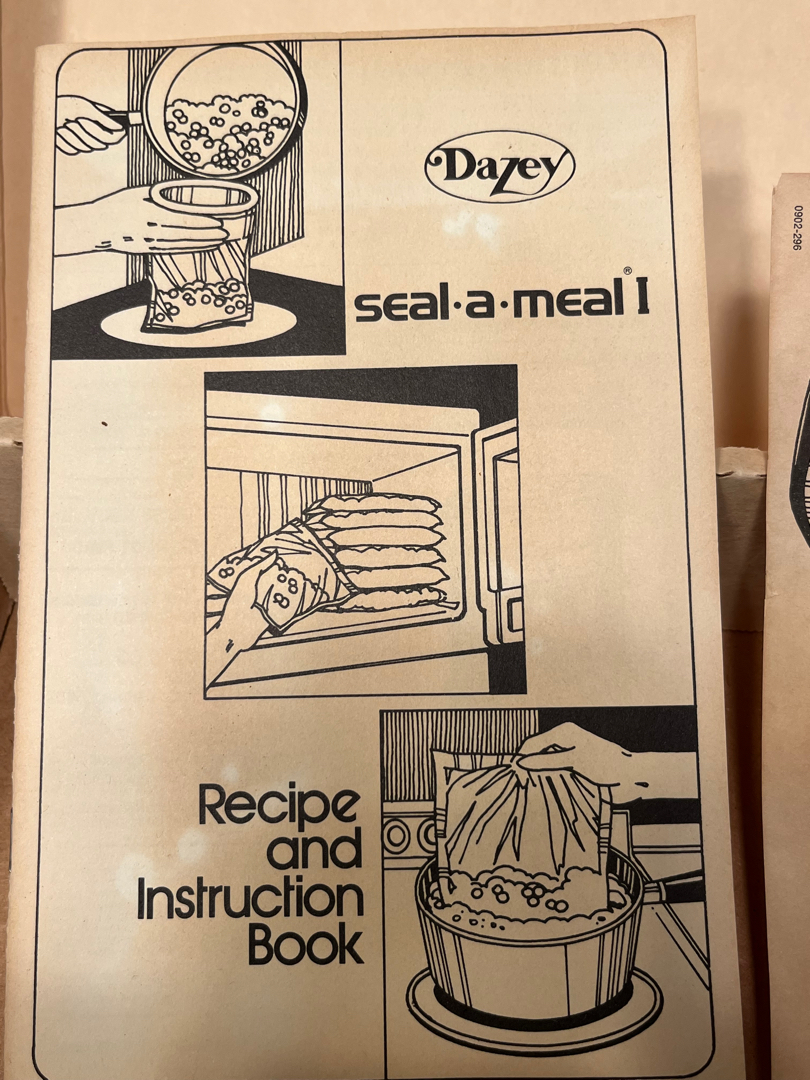 Dazey
seal·a·meal® I
Recipe
and
Instruction
Book
0902-296